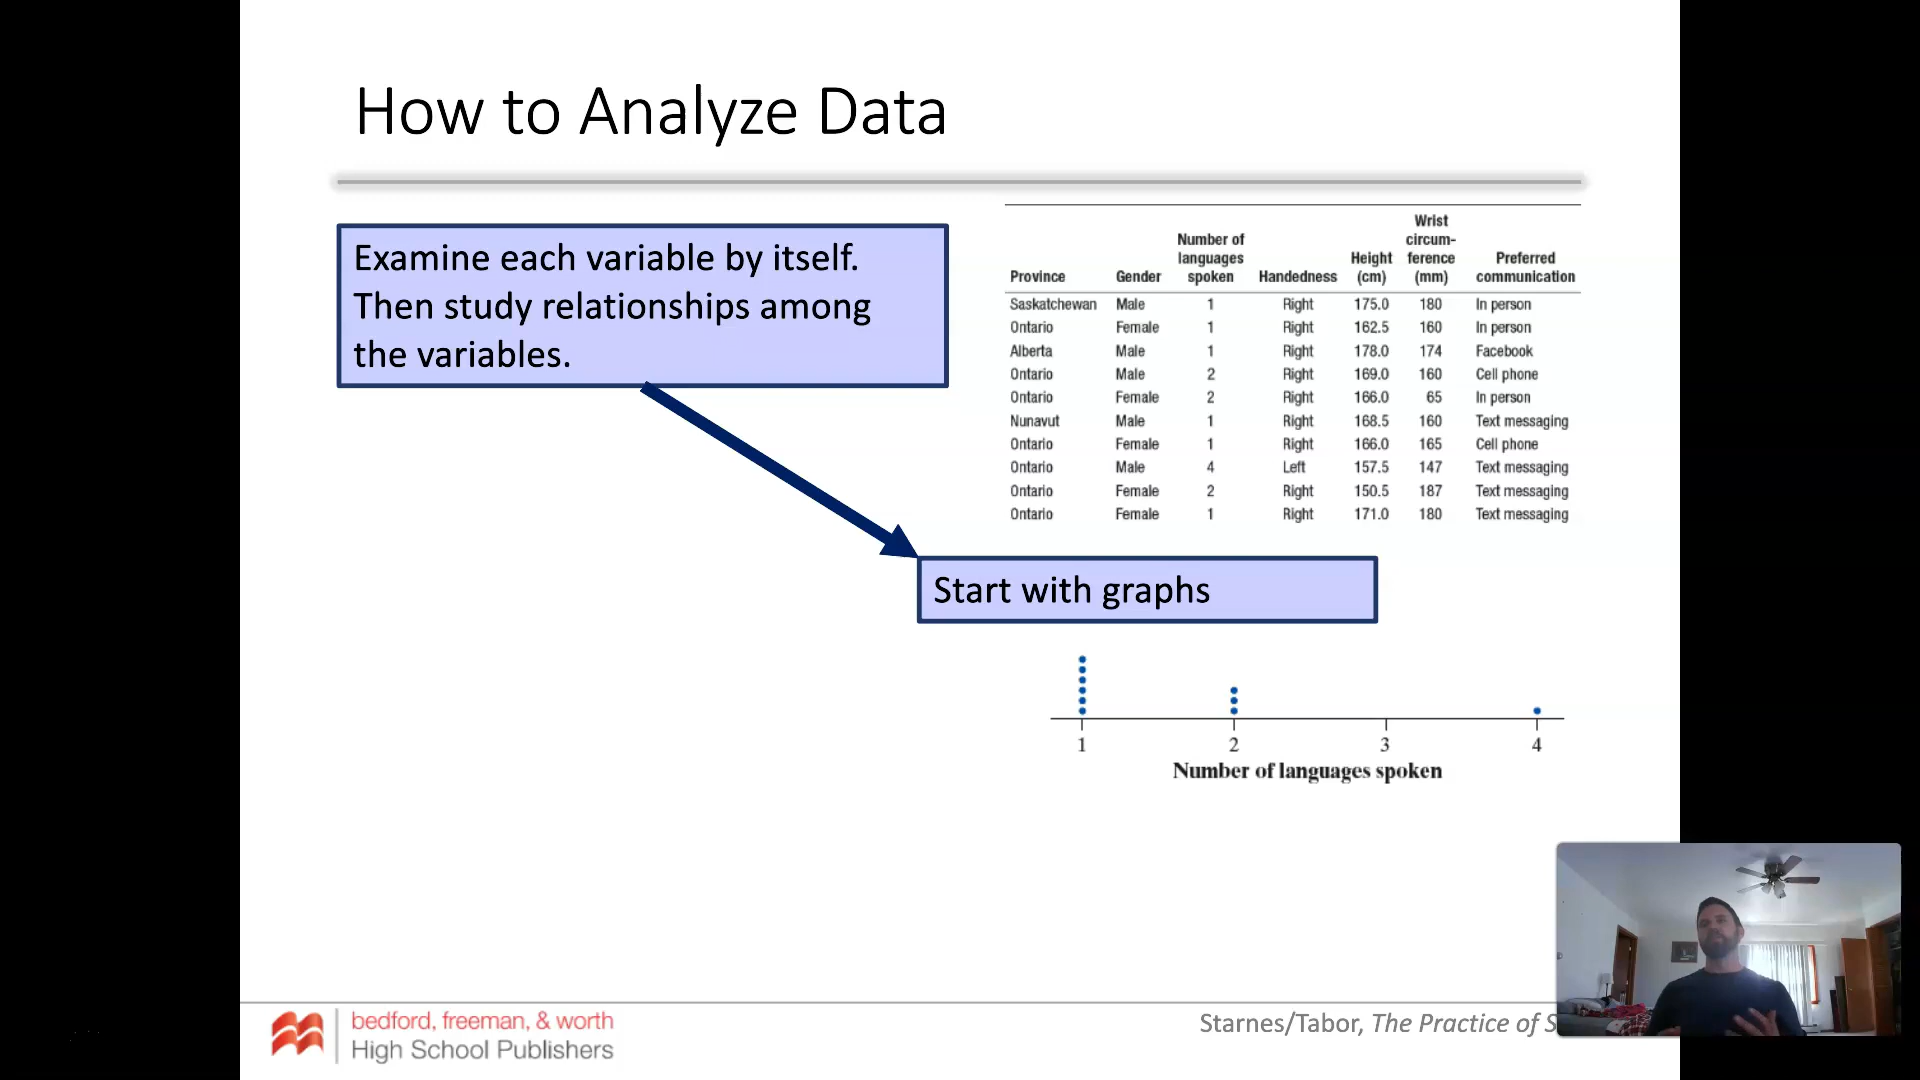 How to Analyze Data
Examine each variable by itself.
Then study relationships among
the variables.
Wrist
Number of circum-
languages Height ference Preferred
Province Gender spoken Handedness (cm) (mm) communication
Saskatchewan Male 1 Right 175.0 180 In person
Ontario Female 1 Right 162.5 160 In person
Alberta Male 1 Right 178.0 174 Facebook
Ontario Male 2 Right 169.0 160 Cell phone
Ontario Female 2 Right 166.0 65 In person
Nunavut Male 1 Right 168.5 160 Text messaging
Ontario Female 1 Right 166.0 165 Cell phone
Ontario Male 4 Left 157.5 147 Text messaging
Ontario Female 2 Right 150.5 187 Text messaging
Ontario Female 1 Right 171.0 180 Text messaging
Start with graphs
1 2 3 4
Number of languages spoken
bedford, freeman, & worth
High School Publishers
Starnes/Tabor, The Practice of S